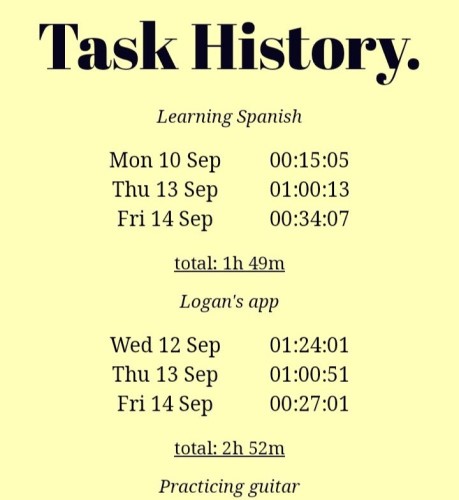 Task History.
Learning Spanish
Mon 10 Sep 00:15:05
Thu 13 Sep 01:00:13
Fri 14 Sep 00:34:07
total: 1h 49m
Logan's app
Wed 12 Sep 01:24:01
Thu 13 Sep 01:00:51
Fri 14 Sep 00:27:01
total: 2h 52m
Practicing guitar